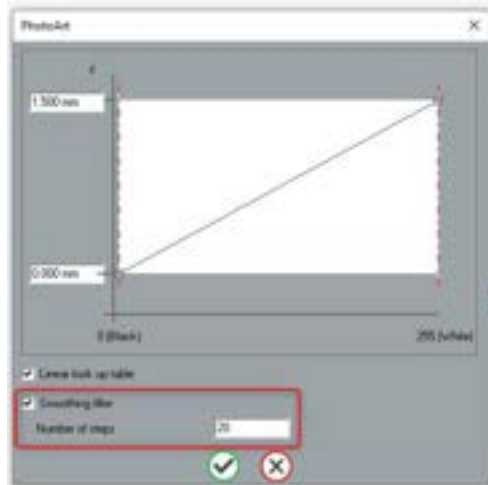 PhotoArt
z
1.500 mm
0.000 mm
0 (Black)
255 (White)
Linear look up table
Smoothing filter
Number of steps 20